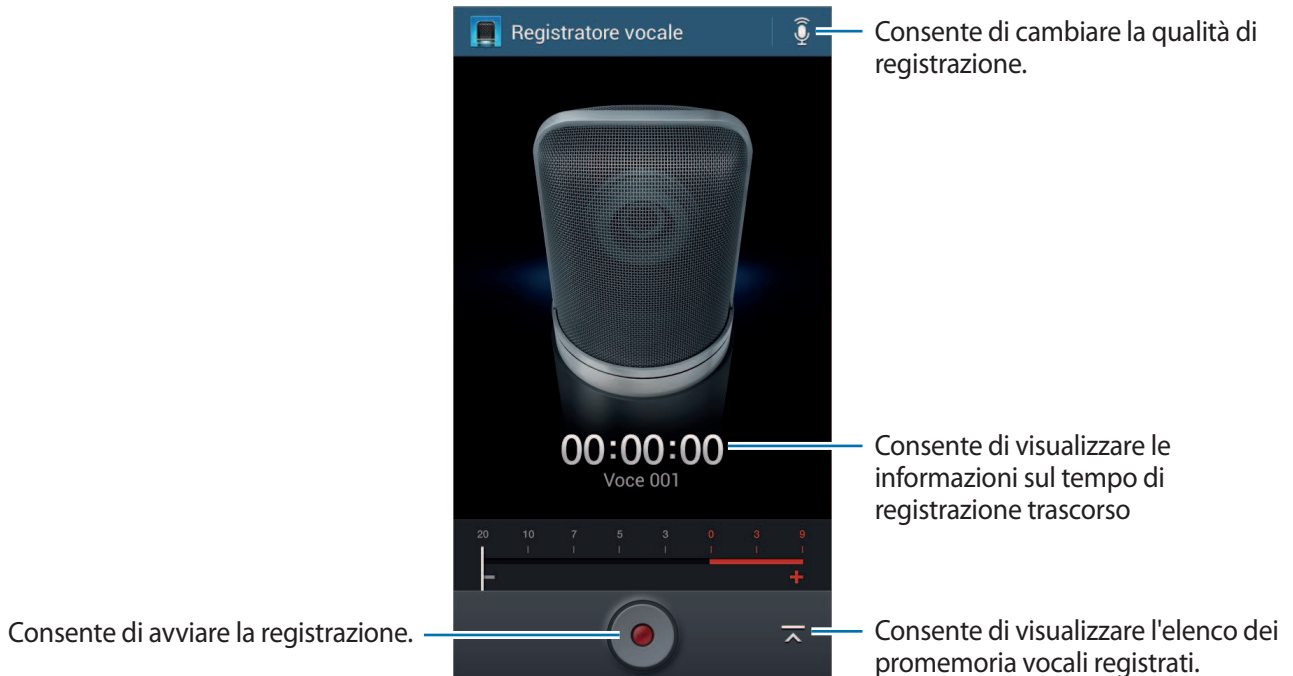 Registratore vocale
Consente di cambiare la qualità di
registrazione.
00:00:00
Voce 001
Consente di visualizzare le
informazioni sul tempo di
registrazione trascorso
20 10 7 5 3 0 3 9
- +
Consente di avviare la registrazione.
Consente di visualizzare l'elenco dei
promemoria vocali registrati.